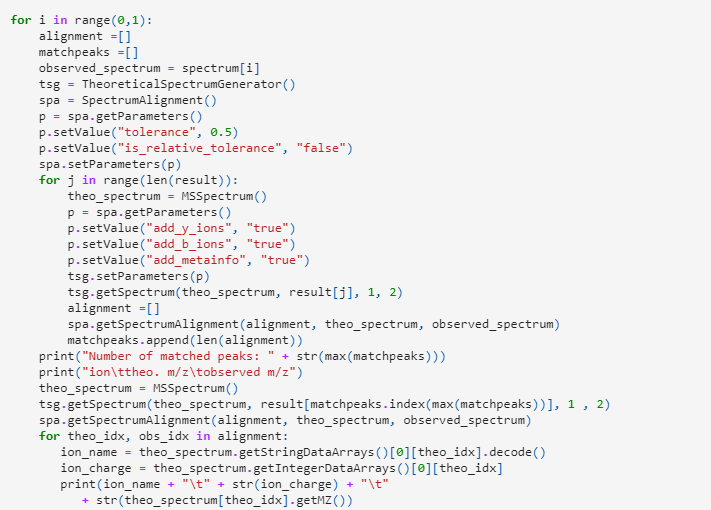 for i in range(0,1):
    alignment =[]
    matchpeaks =[]
    observed_spectrum = spectrum[i]
    tsg = TheoreticalSpectrumGenerator()
    spa = SpectrumAlignment()
    p = spa.getParameters()
    p.setValue("tolerance", 0.5)
    p.setValue("is_relative_tolerance", "false")
    spa.setParameters(p)
    for j in range(len(result)):
        theo_spectrum = MSSpectrum()
        p = spa.getParameters()
        p.setValue("add_y_ions", "true")
        p.setValue("add_b_ions", "true")
        p.setValue("add_metainfo", "true")
        tsg.setParameters(p)
        tsg.getSpectrum(theo_spectrum, result[j], 1, 2)
        alignment =[]
        spa.getSpectrumAlignment(alignment, theo_spectrum, observed_spectrum)
        matchpeaks.append(len(alignment))
    print("Number of matched peaks: " + str(max(matchpeaks)))
    print("ion\ttheo. m/z\tobserved m/z")
    theo_spectrum = MSSpectrum()
    tsg.getSpectrum(theo_spectrum, result[matchpeaks.index(max(matchpeaks))], 1 , 2)
    spa.getSpectrumAlignment(alignment, theo_spectrum, observed_spectrum)
    for theo_idx, obs_idx in alignment:
       ion_name = theo_spectrum.getStringDataArrays()[0][theo_idx].decode()
       ion_charge = theo_spectrum.getIntegerDataArrays()[0][theo_idx]
       print(ion_name + "\t" + str(ion_charge) + "\t"
          + str(theo_spectrum[theo_idx].getMZ())